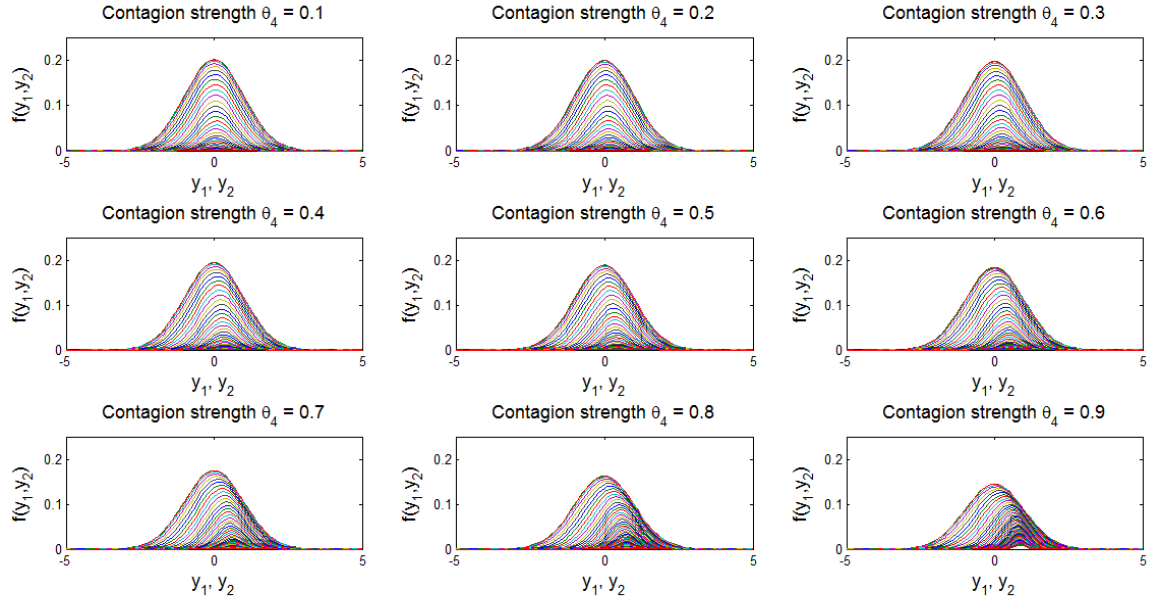 Contagion strength θ4 = 0.1
f(y1,y2)
0.2
0.1
0
-5
0
5
y1, y2
Contagion strength θ4 = 0.2
f(y1,y2)
0.2
0.1
0
-5
0
5
y1, y2
Contagion strength θ4 = 0.3
f(y1,y2)
0.2
0.1
0
-5
0
5
y1, y2
Contagion strength θ4 = 0.4
f(y1,y2)
0.2
0.1
0
-5
0
5
y1, y2
Contagion strength θ4 = 0.5
f(y1,y2)
0.2
0.1
0
-5
0
5
y1, y2
Contagion strength θ4 = 0.6
f(y1,y2)
0.2
0.1
0
-5
0
5
y1, y2
Contagion strength θ4 = 0.7
f(y1,y2)
0.2
0.1
0
-5
0
5
y1, y2
Contagion strength θ4 = 0.8
f(y1,y2)
0.2
0.1
0
-5
0
5
y1, y2
Contagion strength θ4 = 0.9
f(y1,y2)
0.2
0.1
0
-5
0
5
y1, y2